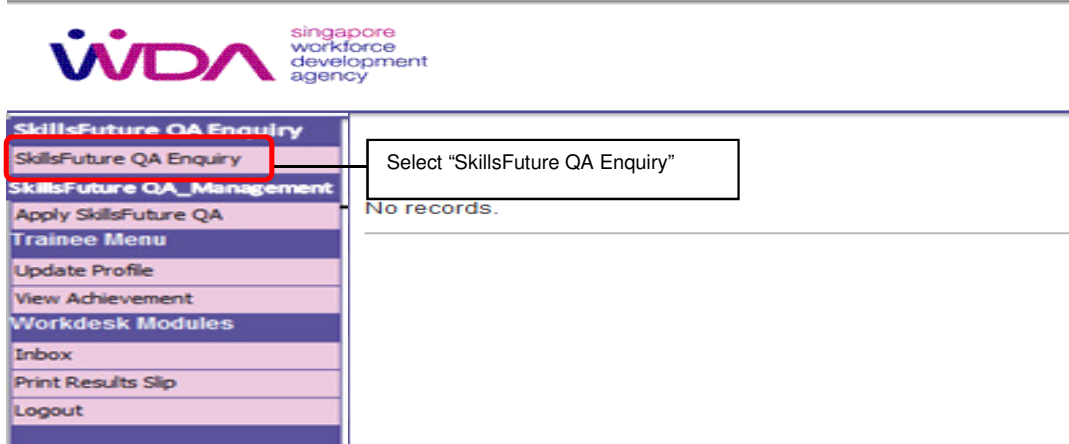 WDA
singapore
workforce
development
agency
SkillsFuture QA Enquiry
SkillsFuture QA Enquiry
SkillsFuture QA_Management
Apply SkillsFuture QA
Trainee Menu
Update Profile
View Achievement
Workdesk Modules
Inbox
Print Results Slip
Logout
Select “SkillsFuture QA Enquiry”
No records.